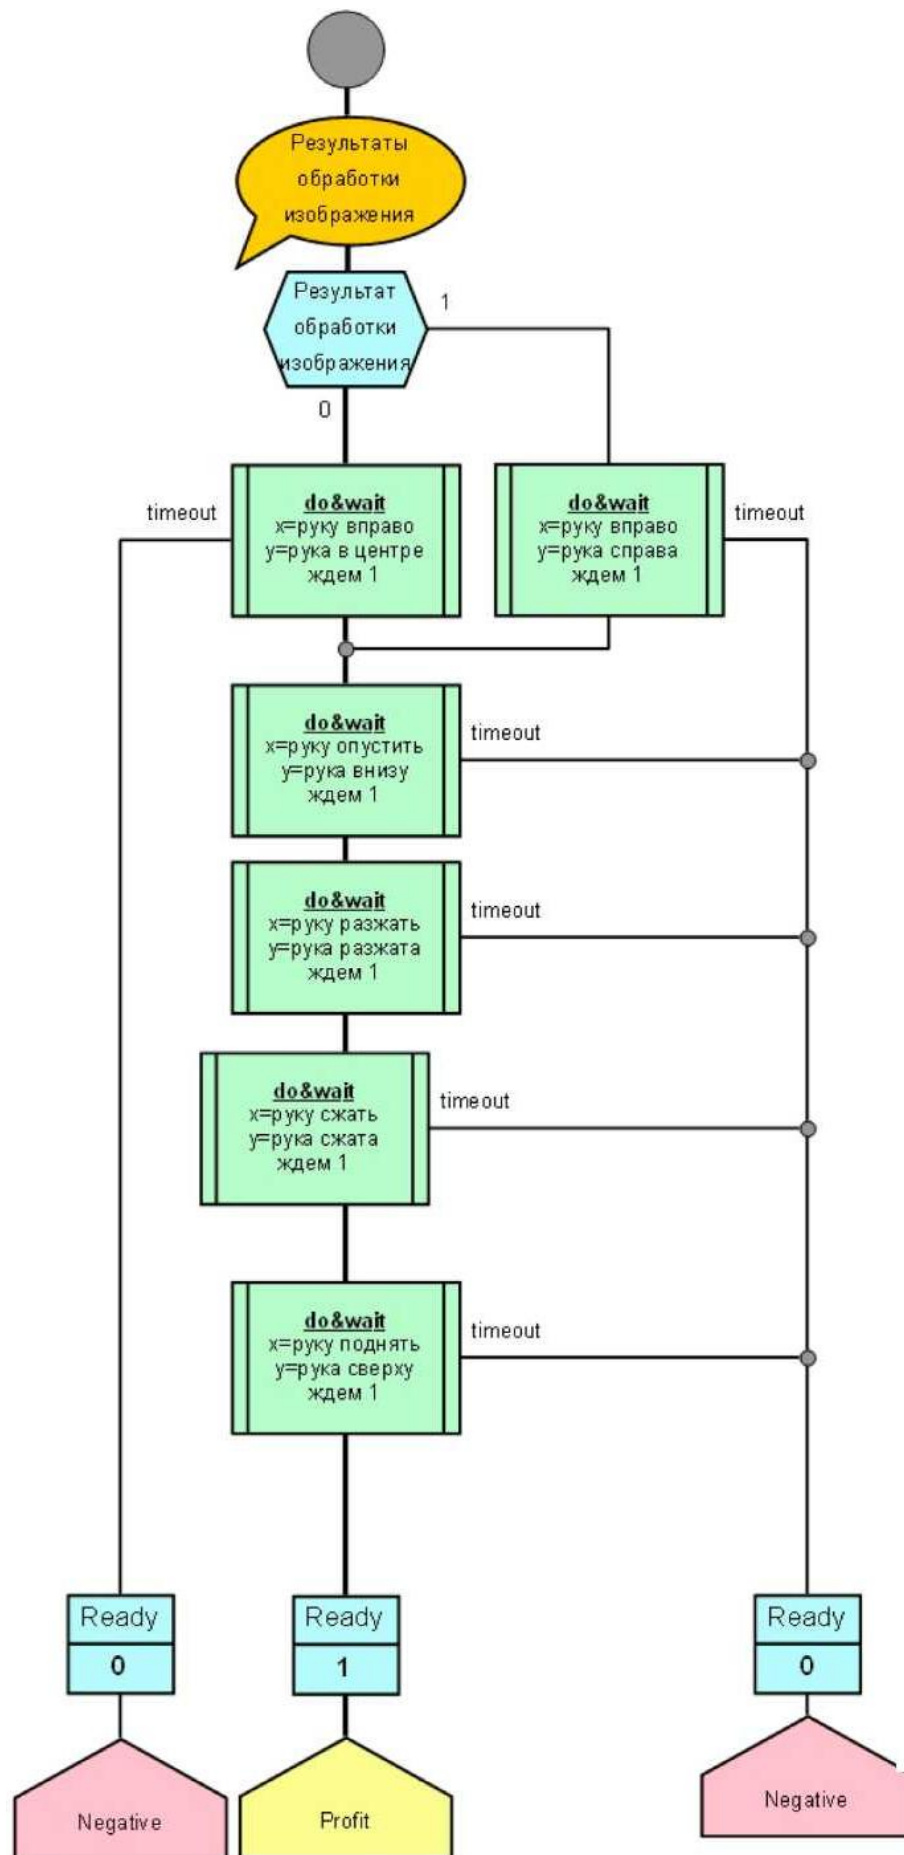 Результаты
обработки
изображения
Результат
обработки
изображения
1
0
timeout
do&wait
x=руку вправо
y=рука в центре
ждем 1
do&wait
x=руку вправо
y=рука справа
ждем 1
timeout
do&wait
x=руку опустить
y=рука внизу
ждем 1
timeout
do&wait
x=руку разжать
y=рука разжата
ждем 1
timeout
do&wait
x=руку сжать
y=рука сжата
ждем 1
timeout
do&wait
x=руку поднять
y=рука сверху
ждем 1
timeout
Ready
0
Ready
1
Ready
0
Negative
Profit
Negative